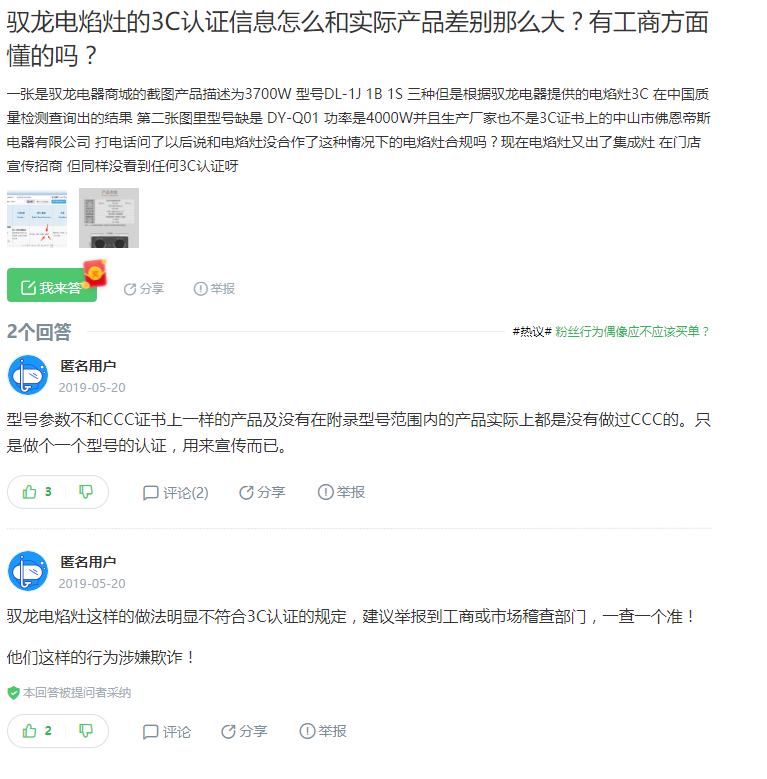 驭龙电焰灶的3C认证信息怎么和实际产品差别那么大？有工商方面
懂的吗？
一张是驭龙电器商城的截图产品描述为3700W 型号DL-1J 1B 1S 三种但是根据驭龙电器提供的电焰灶3C 在中国质
量检测查询出的结果 第二张图里型号缺是 DY-Q01 功率是4000W并且生产厂家也不是3C证书上的中山市佛恩帝斯
电器有限公司 打电话问了以后说和电焰灶没合作了这种情况下的电焰灶合规吗？现在电焰灶又出了集成灶 在门店
宣传招商 但同样没看到任何3C认证呀
我来答
分享
举报
2个回答
#热议# 粉丝行为偶像应不应该买单？
匿名用户
2019-05-20
型号参数不和CCC证书上一样的产品及没有在附录型号范围内的产品实际上都是没有做过CCC的。只
是做个一个型号的认证，用来宣传而已。
3
评论(2)
分享
举报
匿名用户
2019-05-20
驭龙电焰灶这样的做法明显不符合3C认证的规定，建议举报到工商或市场稽查部门，一查一个准！
他们这样的行为涉嫌欺诈！
本回答被提问者采纳
2
评论
分享
举报